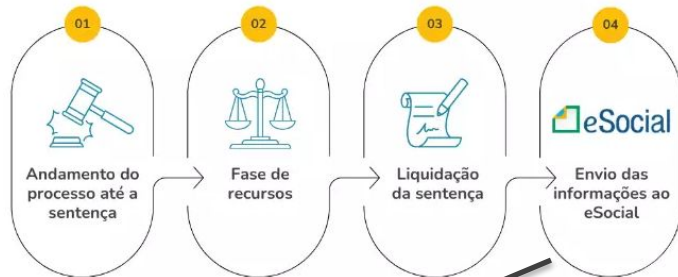 01
Andamento do
processo até a
sentença
02
Fase de
recursos
03
Liquidação
da sentença
04
eSocial
Envio das
informações ao
eSocial